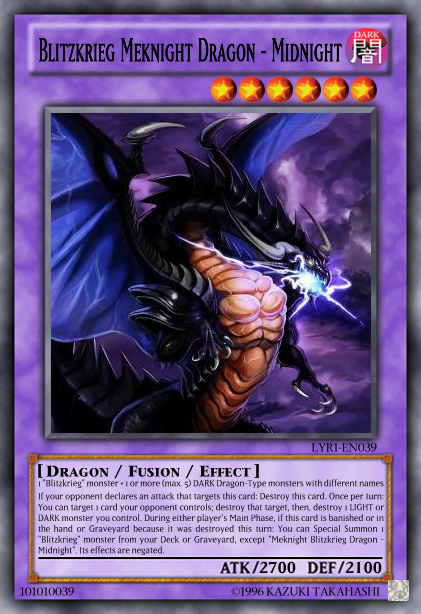 Blitzkrieg Meknight Dragon - Midnight
DARK
闇
LYR1-EN039
[ Dragon / Fusion / Effect ]
1 "Blitzkrieg" monster + 1 or more (max. 5) DARK Dragon-Type monsters with different names
If your opponent declares an attack that targets this card: Destroy this card. Once per turn:
You can target 1 card your opponent controls; destroy that target, then, destroy 1 LIGHT or
DARK monster you control. During either player's Main Phase, if this card is banished or in
the hand or Graveyard because it was destroyed this turn: You can Special Summon 1
"Blitzkrieg" monster from your Deck or Graveyard, except "Meknight Blitzkrieg Dragon -
Midnight". Its effects are negated.
ATK/2700 DEF/2100
101010039 ©1996 KAZUKI TAKAHASHI